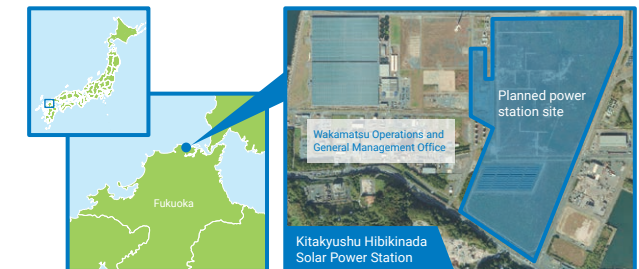 Fukuoka
Planned power
station site
Wakamatsu Operations and
General Management Office
Kitakyushu Hibikinada
Solar Power Station